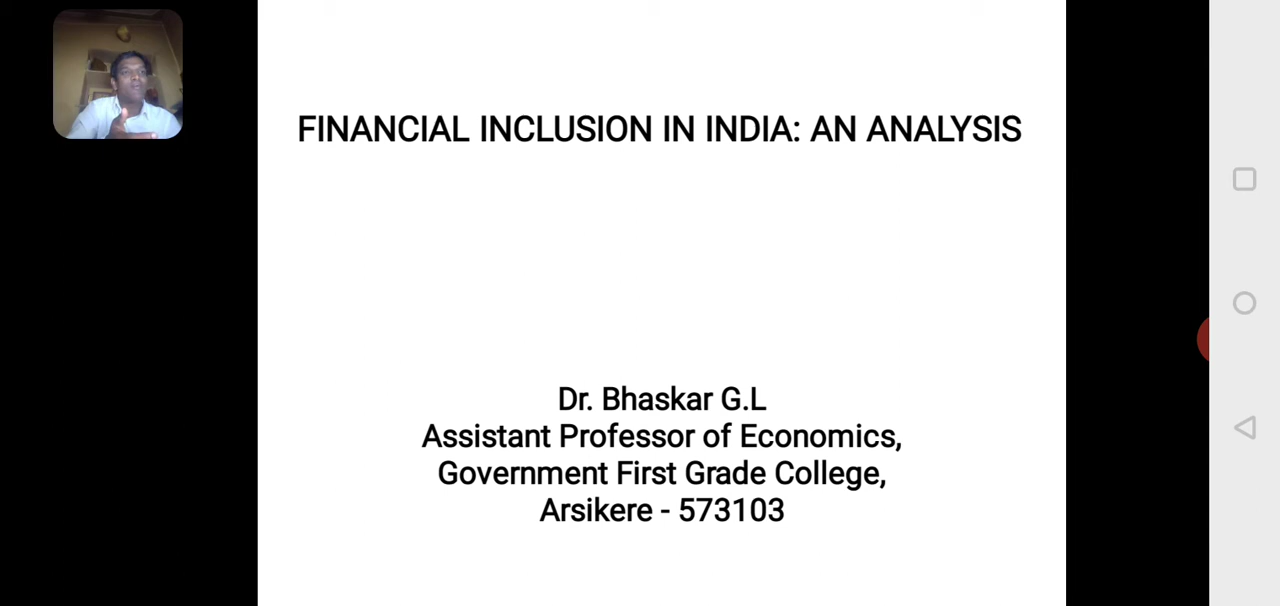 FINANCIAL INCLUSION IN INDIA: AN ANALYSIS
Dr. Bhaskar G.L
Assistant Professor of Economics,
Government First Grade College,
Arsikere - 573103